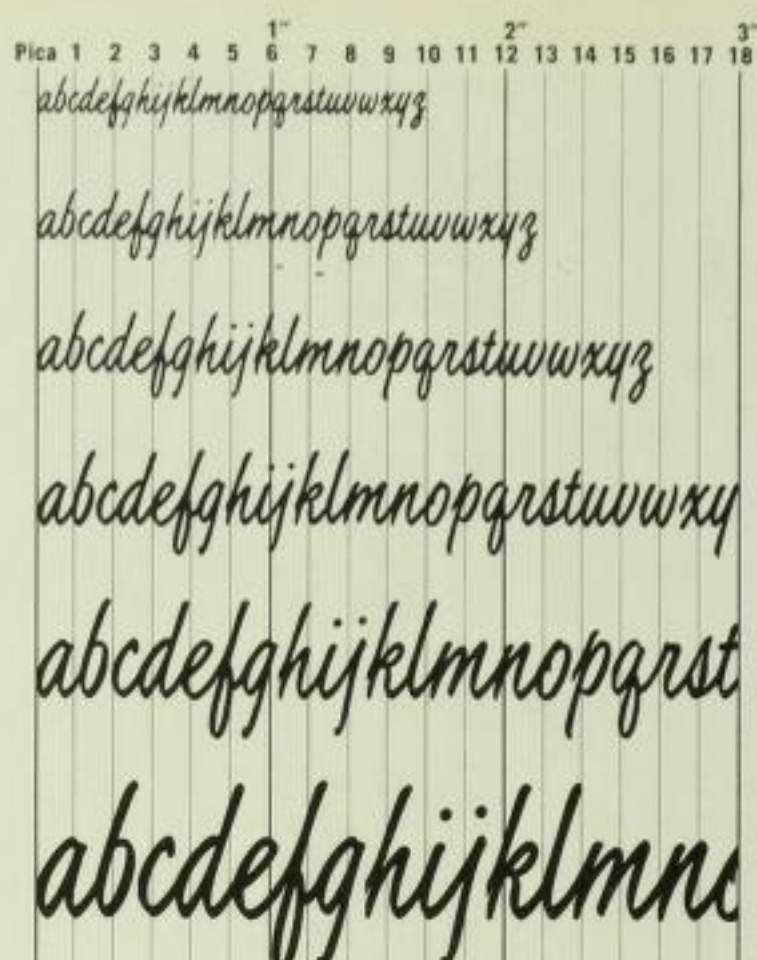 1" 2" 3"
Pica 1 2 3 4 5 6 7 8 9 10 11 12 13 14 15 16 17 18
abcdefghijklmnopqrstuvwxyz
abcdefghijklmnopqrstuvwxyz
abcdefghijklmnopqrstuvwxyz
abcdefghijklmnopqrstuvwxy
abcdefghijklmnopqrst
abcdefghijklmno